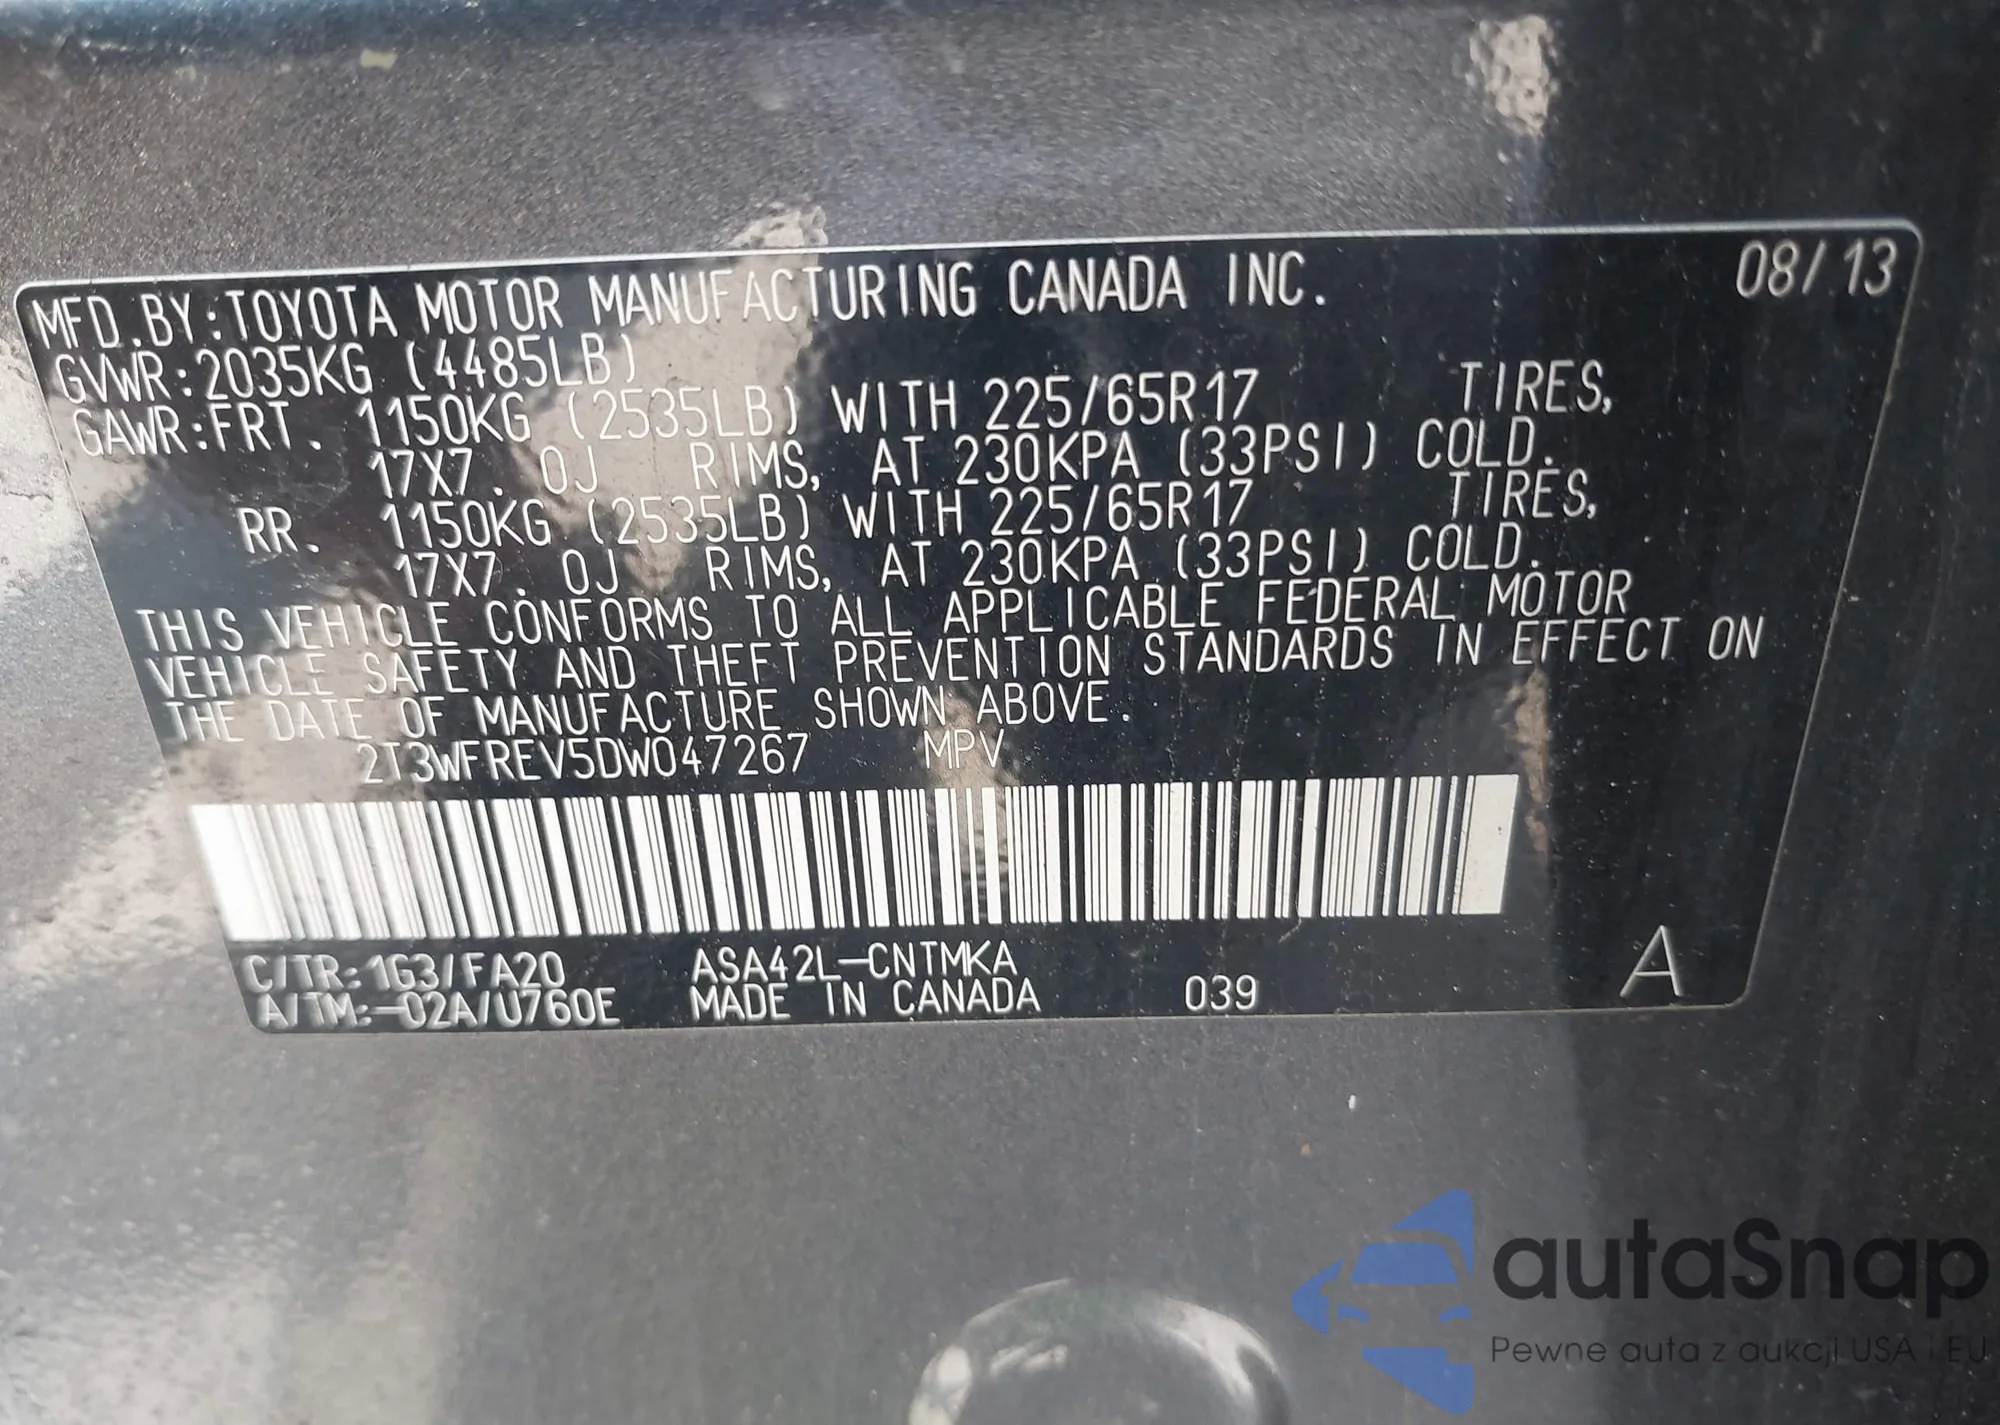 MFD.BY:TOYOTA MOTOR MANUFACTURING CANADA INC. 08/13
GVWR:2035KG (4485LB)
GAWR:FRT. 1150KG (2535LB) WITH 225/65R17 TIRES,
17X7.0J RIMS, AT 230KPA (33PSI) COLD.
RR. 1150KG (2535LB) WITH 225/65R17 TIRES,
17X7.0J RIMS, AT 230KPA (33PSI) COLD.
THIS VEHICLE CONFORMS TO ALL APPLICABLE FEDERAL MOTOR
VEHICLE SAFETY AND THEFT PREVENTION STANDARDS IN EFFECT ON
THE DATE OF MANUFACTURE SHOWN ABOVE.
2T3WFREV5DW047267 MPV
C/TR:1G3/FA20 ASA42L-CNTMKA
A/TM:-02A/U760E MADE IN CANADA 039 A
autaSnap
Pewne auta z aukcji USA i EU